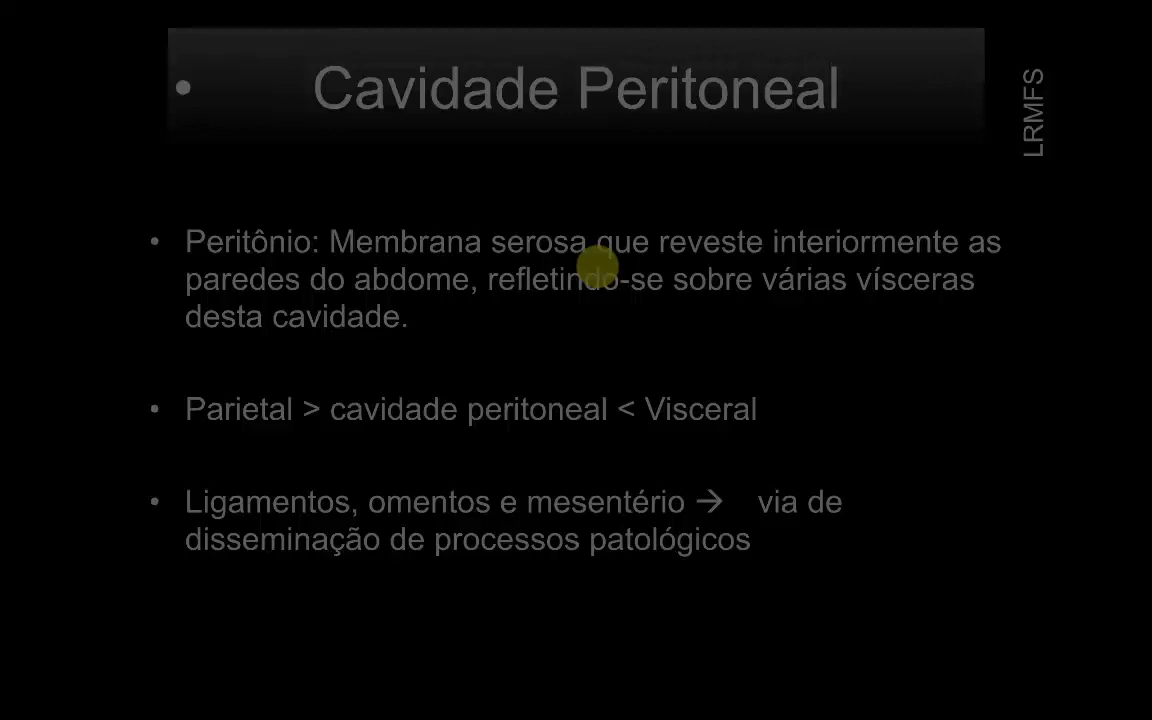 • Cavidade Peritoneal
LRMFS
• Peritônio: Membrana serosa que reveste interiormente as
paredes do abdome, refletindo-se sobre várias vísceras
desta cavidade.
• Parietal > cavidade peritoneal < Visceral
• Ligamentos, omentos e mesentério → via de
disseminação de processos patológicos